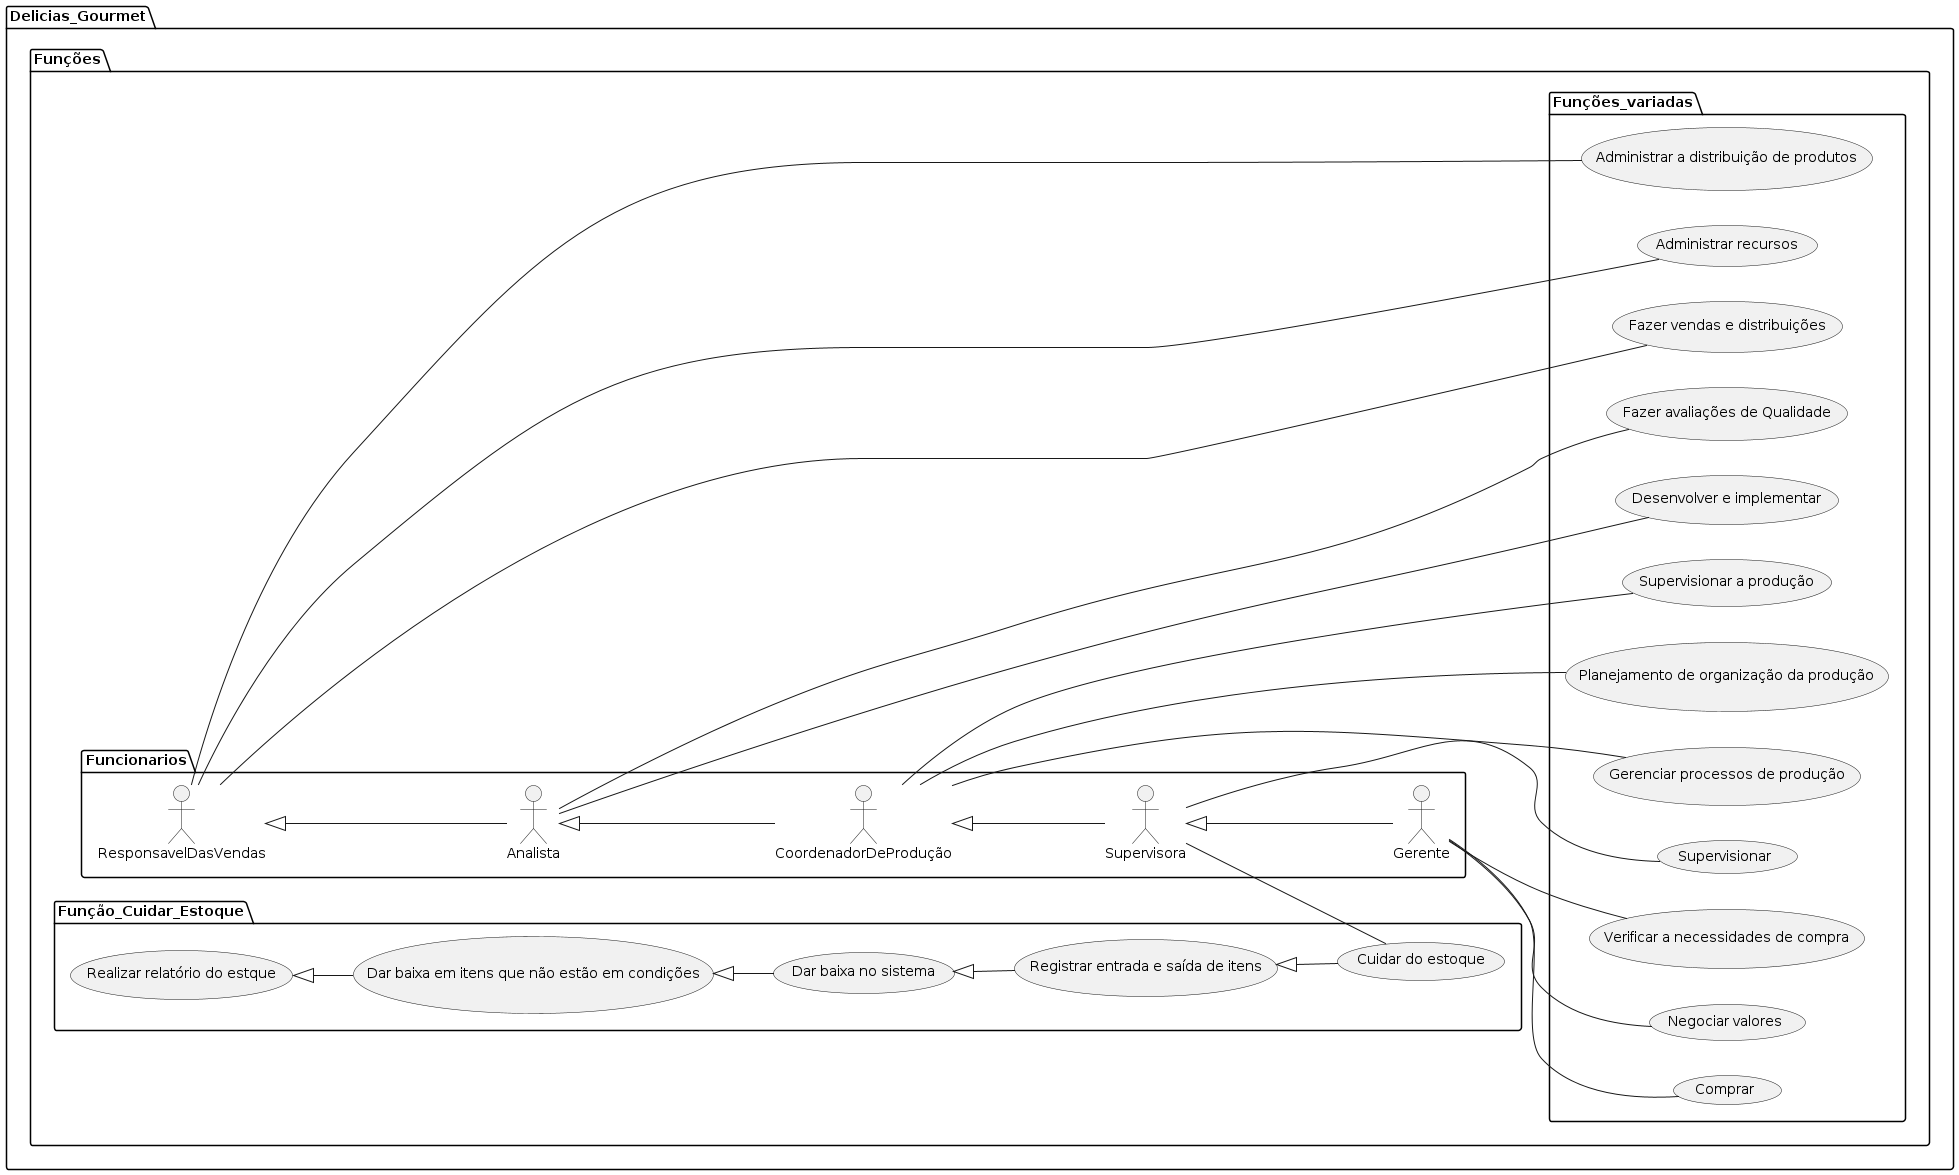 Delicias_Gourmet
Funções
Funções_variadas
Administrar a distribuição de produtos
Administrar recursos
Fazer vendas e distribuições
Fazer avaliações de Qualidade
Desenvolver e implementar
Supervisionar a produção
Planejamento de organização da produção
Gerenciar processos de produção
Supervisionar
Verificar a necessidades de compra
Negociar valores
Comprar
Funcionarios
ResponsavelDasVendas
Analista
CoordenadorDeProdução
Supervisora
Gerente
Função_Cuidar_Estoque
Realizar relatório do estque
Dar baixa em itens que não estão em condições
Dar baixa no sistema
Registrar entrada e saída de itens
Cuidar do estoque